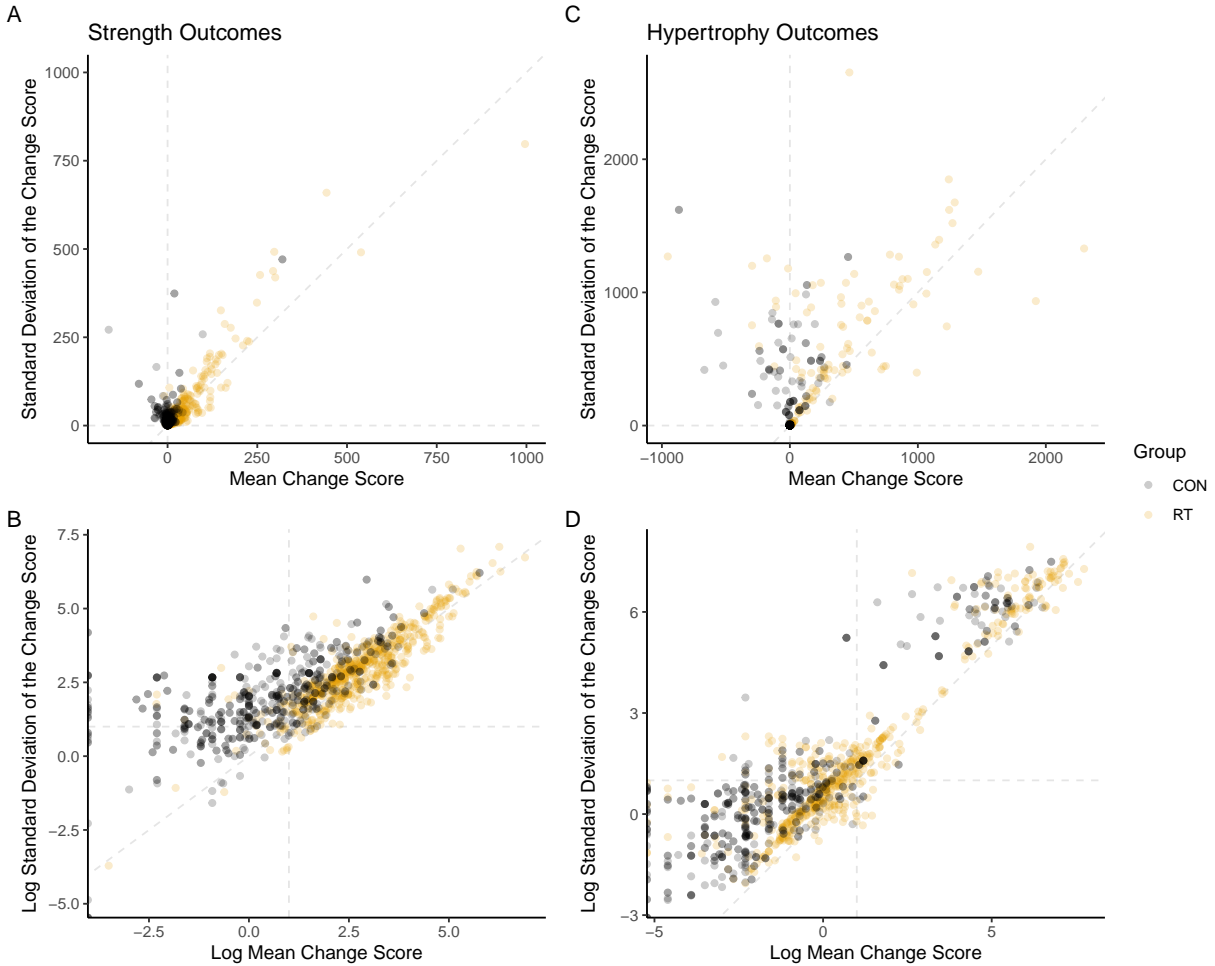 A
Strength Outcomes
Standard Deviation of the Change Score
1000
750
500
250
0
0
250
500
750
1000
Mean Change Score
C
Hypertrophy Outcomes
Standard Deviation of the Change Score
2000
1000
0
−1000
0
1000
2000
Mean Change Score
Group
CON
RT
B
Log Standard Deviation of the Change Score
7.5
5.0
2.5
0.0
−2.5
−5.0
−2.5
0.0
2.5
5.0
Log Mean Change Score
D
Log Standard Deviation of the Change Score
6
3
0
−3
−5
0
5
Log Mean Change Score